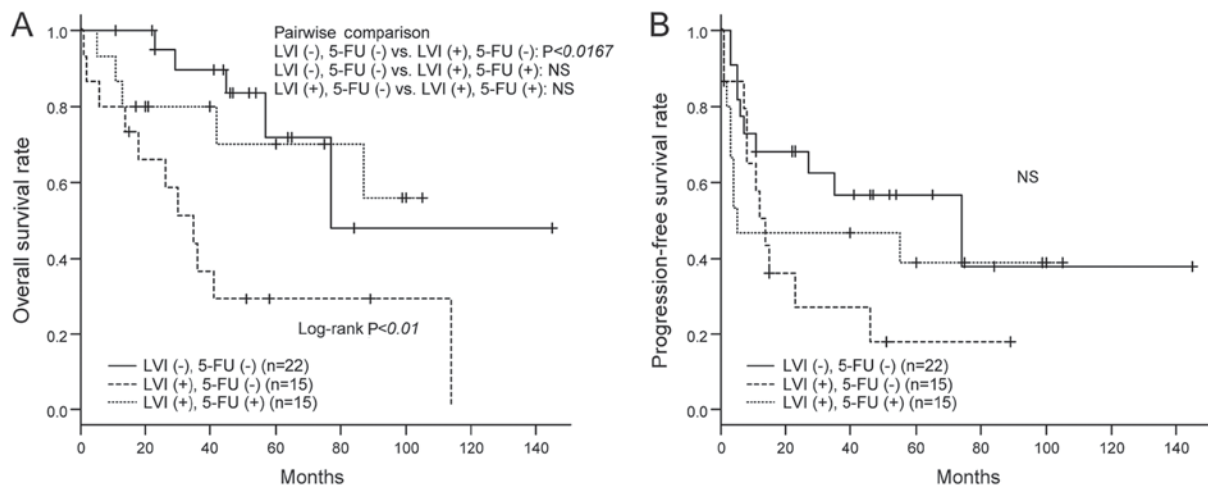 A
Pairwise comparison
LVI (-), 5-FU (-) vs. LVI (+), 5-FU (-): P<0.0167
LVI (-), 5-FU (-) vs. LVI (+), 5-FU (+): NS
LVI (+), 5-FU (-) vs. LVI (+), 5-FU (+): NS
Overall survival rate
1.0
0.8
0.6
0.4
0.2
0.0
Log-rank P<0.01
LVI (-), 5-FU (-) (n=22)
LVI (+), 5-FU (-) (n=15)
LVI (+), 5-FU (+) (n=15)
0 20 40 60 80 100 120 140
Months
B
Progression-free survival rate
1.0
0.8
0.6
0.4
0.2
0.0
NS
LVI (-), 5-FU (-) (n=22)
LVI (+), 5-FU (-) (n=15)
LVI (+), 5-FU (+) (n=15)
0 20 40 60 80 100 120 140
Months